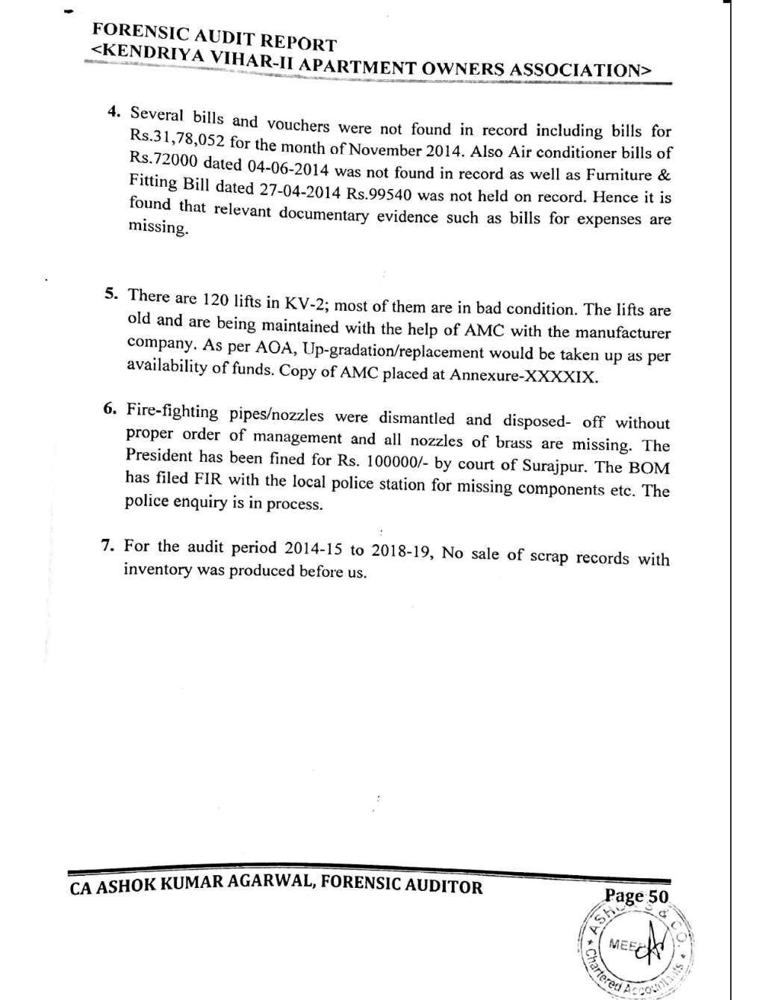 FORENSIC AUDIT REPORT
<KENDRIYA VIHAR-II APARTMENT OWNERS ASSOCIATION>
4. Several bills and vouchers were not found in record including bills for
Rs.31,78,052 for the month of November 2014. Also Air conditioner bills of
Rs.72000 dated 04-06-2014 was not found in record as well as Furniture &
Fitting Bill dated 27-04-2014 Rs.99540 was not held on record. Hence it is
found that relevant documentary evidence such as bills for expenses are
missing.
5. There are 120 lifts in KV-2; most of them are in bad condition. The lifts are
old and are being maintained with the help of AMC with the manufacturer
company. As per AOA, Up-gradation/replacement would be taken up as per
availability of funds. Copy of AMC placed at Annexure-XXXXIX.
6. Fire-fighting pipes/nozzles were dismantled and disposed- off without
proper order of management and all nozzles of brass are missing. The
President has been fined for Rs. 100000/- by court of Surajpur. The BOM
has filed FIR with the local police station for missing components etc. The
police enquiry is in process.
7. For the audit period 2014-15 to 2018-19, No sale of scrap records with
inventory was produced before us.
CA ASHOK KUMAR AGARWAL, FORENSIC AUDITOR
Page 50
& CO.
Chartered Accountants